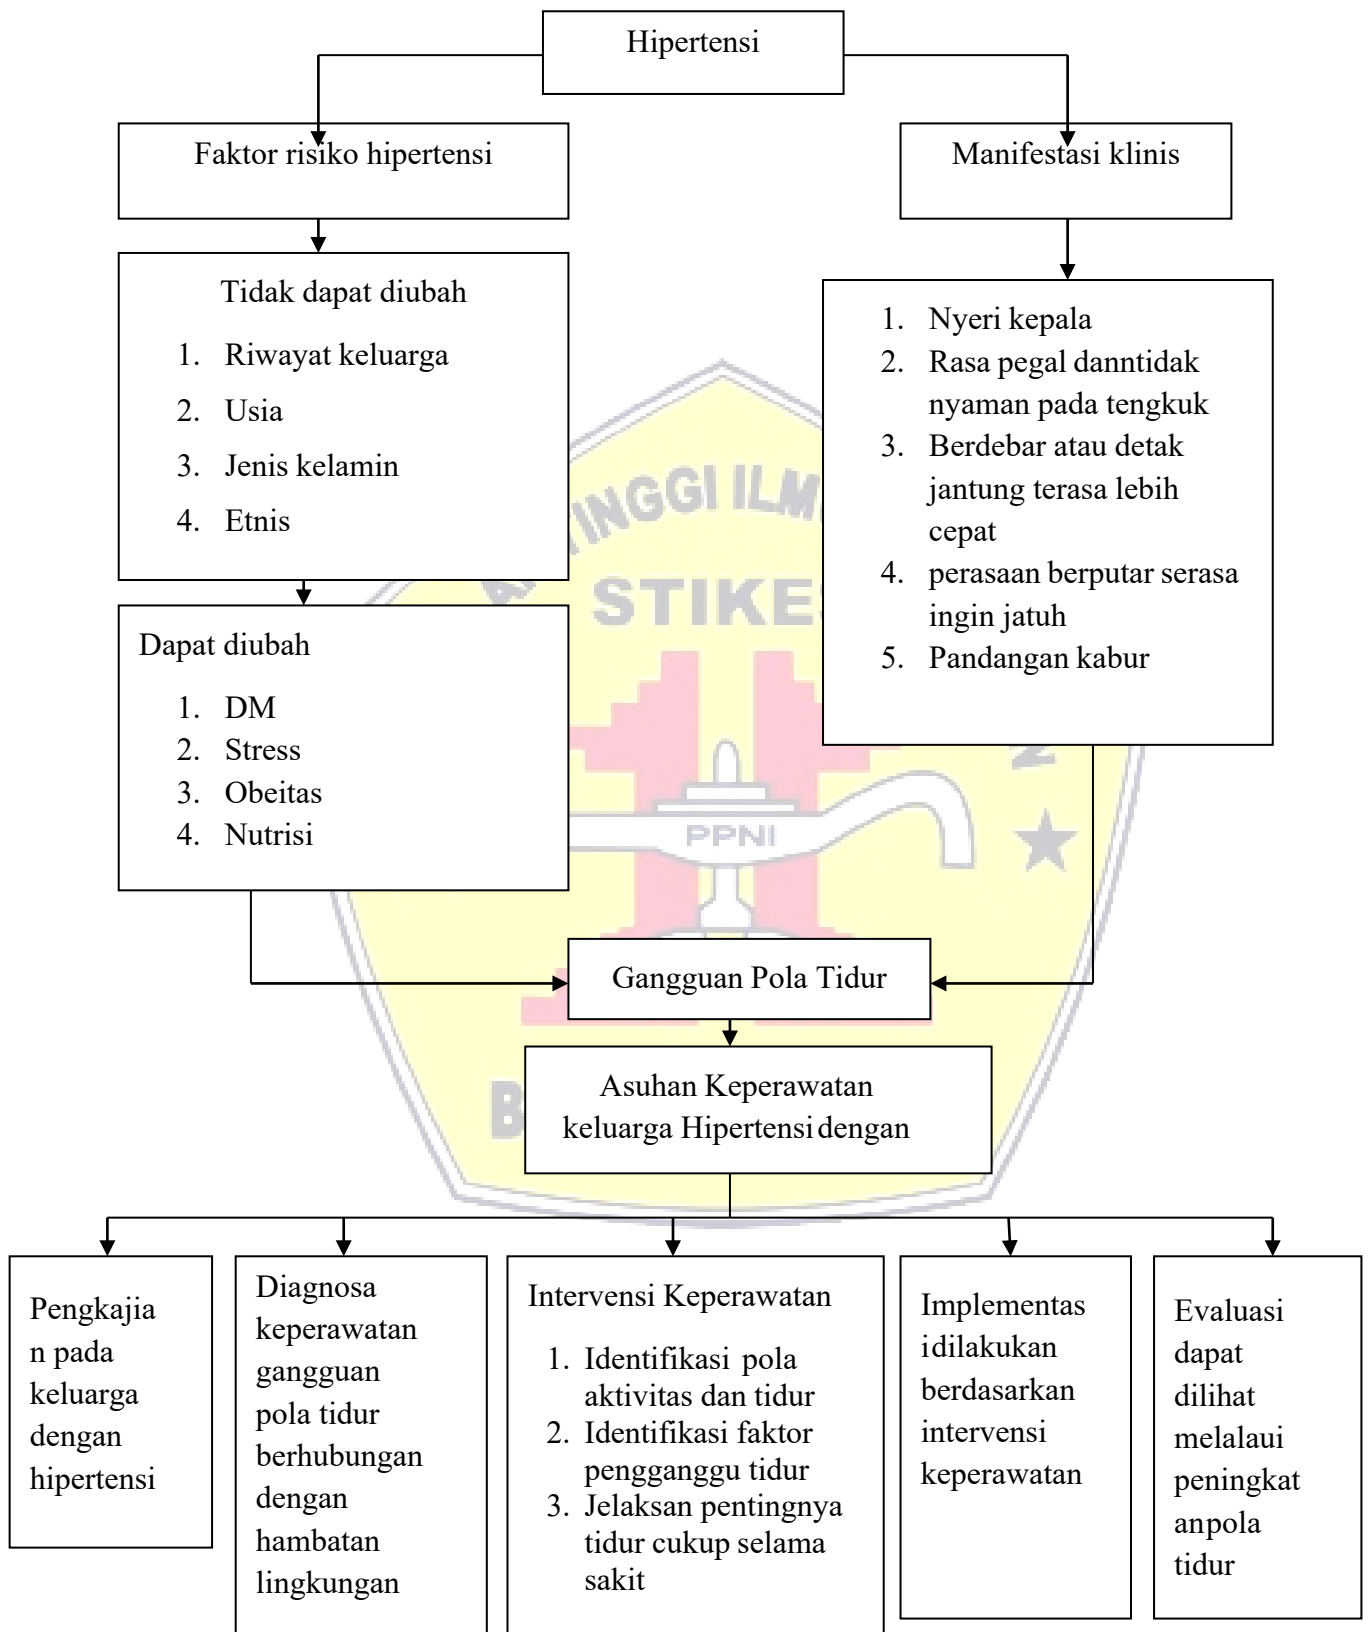 Hipertensi
Faktor risiko hipertensi
Manifestasi klinis
Tidak dapat diubah
1. Riwayat keluarga
2. Usia
3. Jenis kelamin
4. Etnis
1. Nyeri kepala
2. Rasa pegal danntidak
nyaman pada tengkuk
3. Berdebar atau detak
jantung terasa lebih
cepat
4. perasaan berputar serasa
ingin jatuh
5. Pandangan kabur
Dapat diubah
1. DM
2. Stress
3. Obeitas
4. Nutrisi
STIKE
PPNI
Gangguan Pola Tidur
Asuhan Keperawatan
keluarga Hipertensi dengan
Pengkajia
n pada
keluarga
dengan
hipertensi
Diagnosa
keperawatan
gangguan
pola tidur
berhubungan
dengan
hambatan
lingkungan
Intervensi Keperawatan
1. Identifikasi pola
aktivitas dan tidur
2. Identifikasi faktor
pengganggu tidur
3. Jelaksan pentingnya
tidur cukup selama
sakit
Implementas
idilakukan
berdasarkan
intervensi
keperawatan
Evaluasi
dapat
dilihat
melalaui
peningkat
anpola
tidur